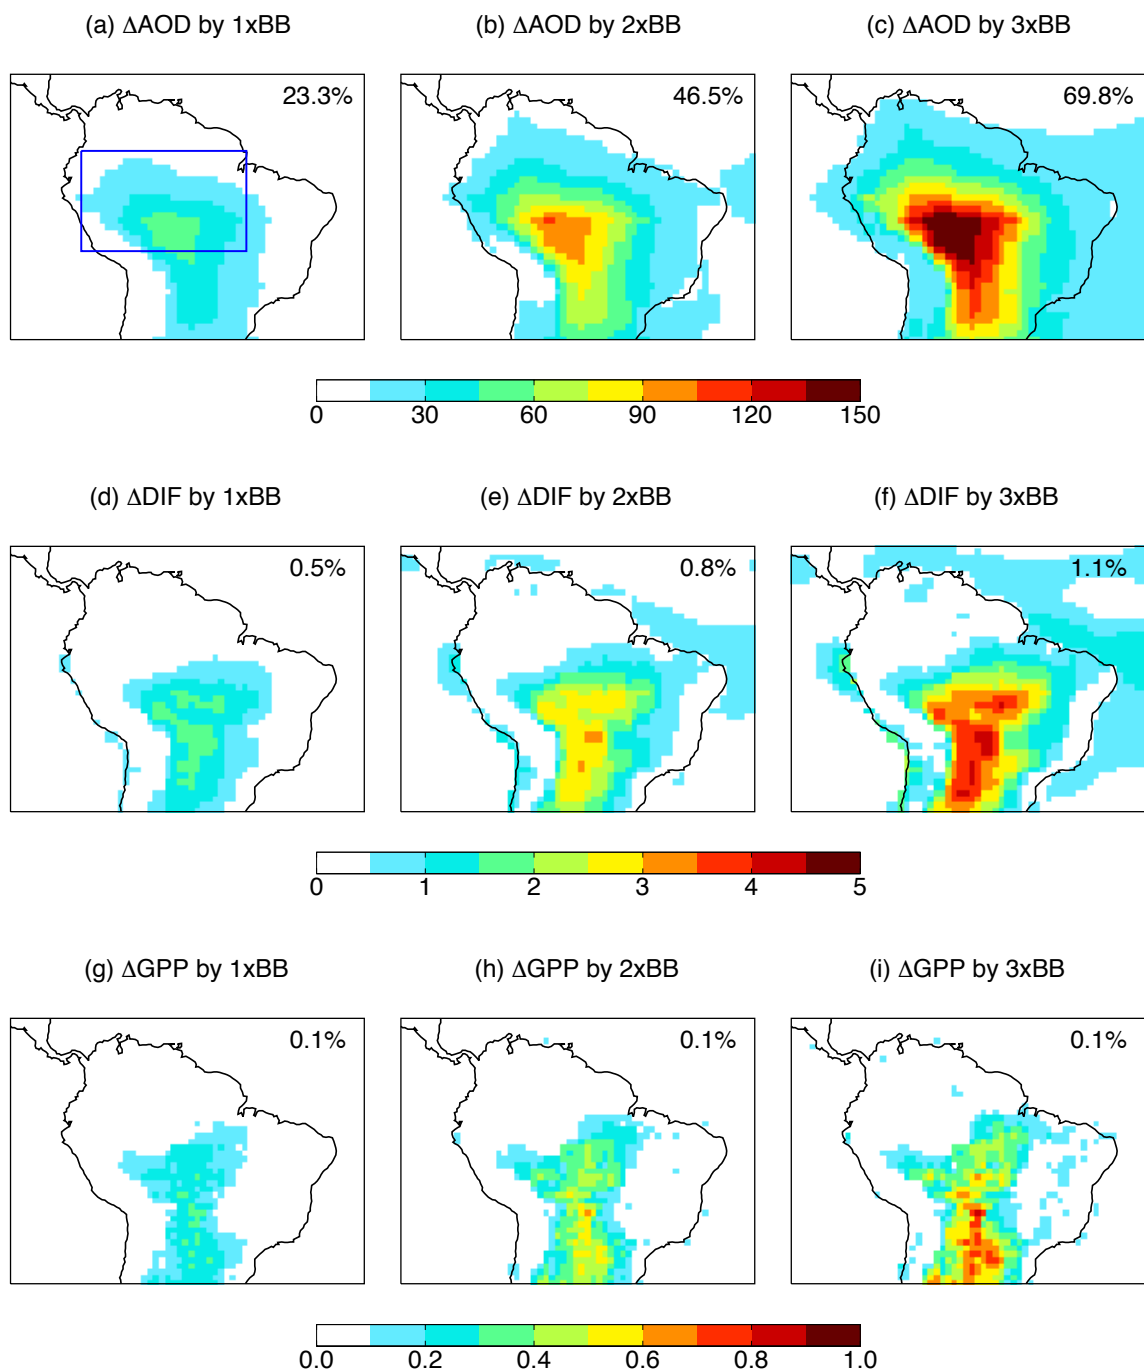 (a) ΔAOD by 1xBB (b) ΔAOD by 2xBB (c) ΔAOD by 3xBB
23.3% 46.5% 69.8%
0 30 60 90 120 150
(d) ΔDIF by 1xBB (e) ΔDIF by 2xBB (f) ΔDIF by 3xBB
0.5% 0.8% 1.1%
0 1 2 3 4 5
(g) ΔGPP by 1xBB (h) ΔGPP by 2xBB (i) ΔGPP by 3xBB
0.1% 0.1% 0.1%
0.0 0.2 0.4 0.6 0.8 1.0